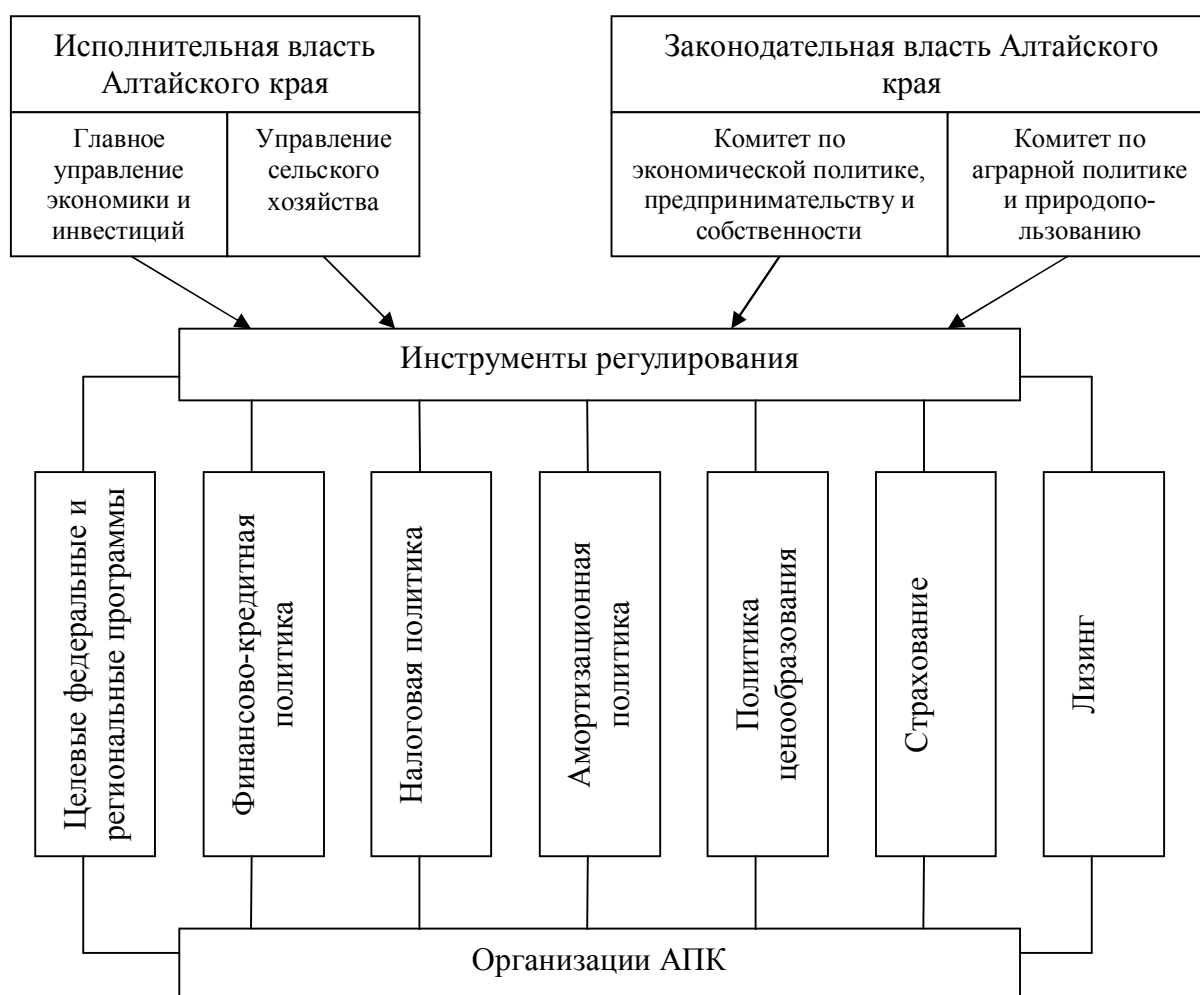 Исполнительная власть
Алтайского края
Главное
управление
экономики и
инвестиций
Управление
сельского
хозяйства
Законодательная власть Алтайского
края
Комитет по
экономической политике,
предпринимательству и
собственности
Комитет по
аграрной политике
и природопо-
льзованию
Инструменты регулирования
Целевые федеральные и
региональные программы
Финансово-кредитная
политика
Налоговая политика
Амортизационная
политика
Политика
ценообразования
Страхование
Лизинг
Организации АПК